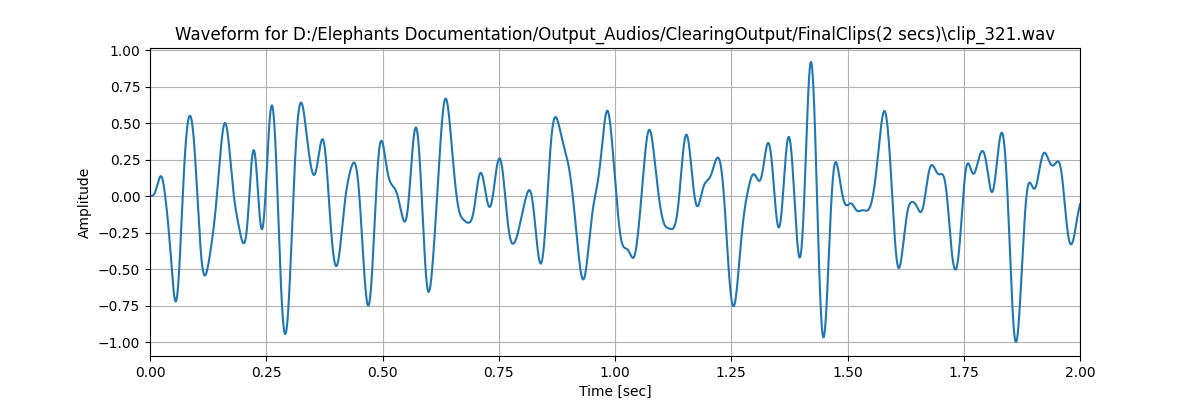 Waveform for D:/Elephants Documentation/Output_Audios/ClearingOutput/FinalClips(2 secs)\clip_321.wav
1.00
0.75
0.50
0.25
0.00
−0.25
−0.50
−0.75
−1.00
Amplitude
0.00 0.25 0.50 0.75 1.00 1.25 1.50 1.75 2.00
Time [sec]